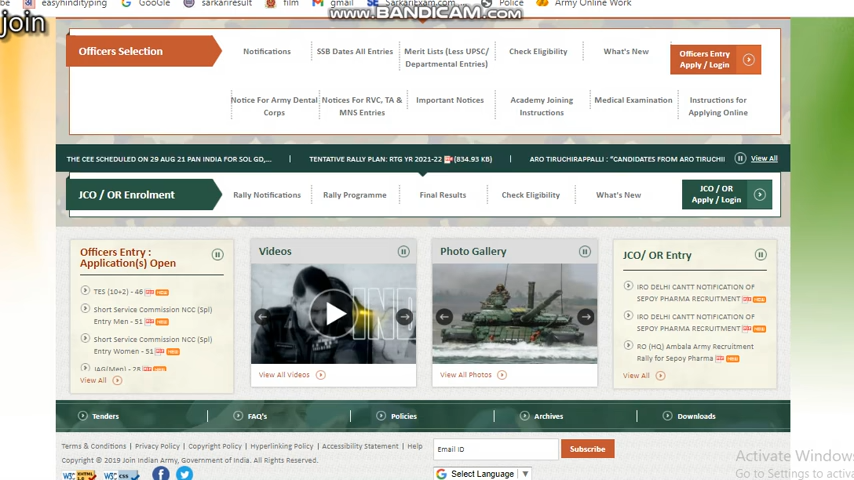 easyhindityping
GooGle
sarkariresult
film
gmail
SarkariExam.com
Police
Army Online Work
www.BANDICAM.com
join
Officers Selection
Notifications
SSB Dates All Entries
Merit Lists (Less UPSC/
Departmental Entries)
Check Eligibility
What's New
Officers Entry
Apply / Login
Notice For Army Dental
Corps
Notices For RVC, TA &
MNS Entries
Important Notices
Academy Joining
Instructions
Medical Examination
Instructions for
Applying Online
THE CEE SCHEDULED ON 29 AUG 21 PAN INDIA FOR SOL GD,...
TENTATIVE RALLY PLAN: RTG YR 2021-22 (834.93 KB)
ARO TIRUCHIRAPPALLI : "CANDIDATES FROM ARO TIRUCHI
View All
JCO / OR Enrolment
Rally Notifications
Rally Programme
Final Results
Check Eligibility
What's New
JCO / OR
Apply / Login
Officers Entry :
Application(s) Open
TES (10+2) - 46
Short Service Commission NCC (Spl)
Entry Men - 51
Short Service Commission NCC (Spl)
Entry Women - 51
JAG(Men) - 28
View All
Videos
View All Videos
Photo Gallery
View All Photos
JCO/ OR Entry
IRO DELHI CANTT NOTIFICATION OF
SEPOY PHARMA RECRUITMENT
IRO DELHI CANTT NOTIFICATION OF
SEPOY PHARMA RECRUITMENT
RO (HQ) Ambala Army Recruitment
Rally for Sepoy Pharma
View All
Tenders
FAQ's
Policies
Archives
Downloads
Terms & Conditions | Privacy Policy | Copyright Policy | Hyperlinking Policy | Accessibility Statement | Help
Copyright © 2019 Join Indian Army, Government of India. All Rights Reserved.
Email ID
Subscribe
Select Language
Activate Windows
Go to Settings to activa